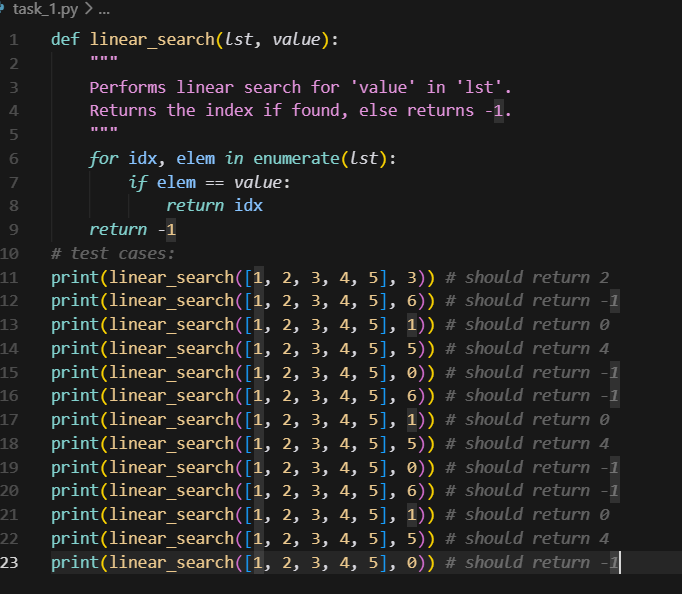 task_1.py > ...
1 def linear_search(lst, value):
2     """
3     Performs linear search for 'value' in 'lst'.
4     Returns the index if found, else returns -1.
5     """
6     for idx, elem in enumerate(lst):
7         if elem == value:
8             return idx
9     return -1
10 # test cases:
11 print(linear_search([1, 2, 3, 4, 5], 3)) # should return 2
12 print(linear_search([1, 2, 3, 4, 5], 6)) # should return -1
13 print(linear_search([1, 2, 3, 4, 5], 1)) # should return 0
14 print(linear_search([1, 2, 3, 4, 5], 5)) # should return 4
15 print(linear_search([1, 2, 3, 4, 5], 0)) # should return -1
16 print(linear_search([1, 2, 3, 4, 5], 6)) # should return -1
17 print(linear_search([1, 2, 3, 4, 5], 1)) # should return 0
18 print(linear_search([1, 2, 3, 4, 5], 5)) # should return 4
19 print(linear_search([1, 2, 3, 4, 5], 0)) # should return -1
20 print(linear_search([1, 2, 3, 4, 5], 6)) # should return -1
21 print(linear_search([1, 2, 3, 4, 5], 1)) # should return 0
22 print(linear_search([1, 2, 3, 4, 5], 5)) # should return 4
23 print(linear_search([1, 2, 3, 4, 5], 0)) # should return -1